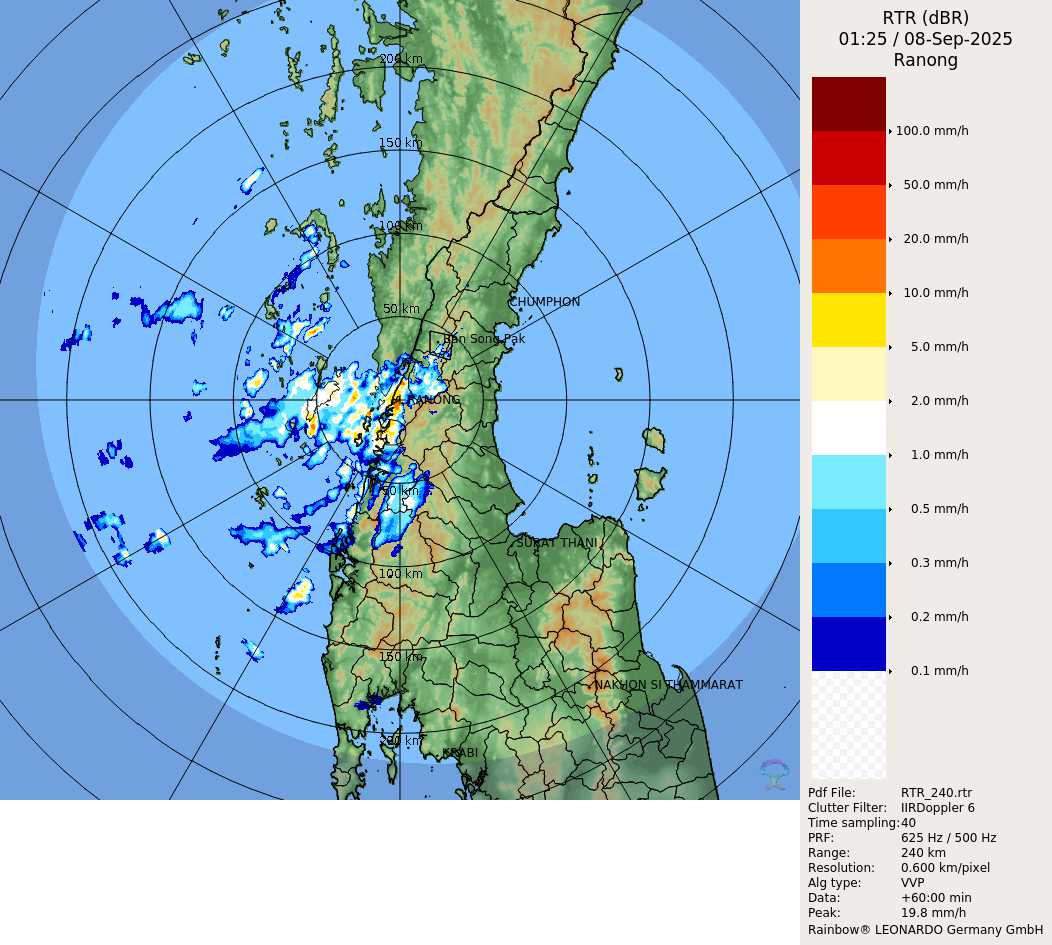 RTR (dBR)
01:25 / 08-Sep-2025
Ranong
200 km
150 km
100 km
50 km
CHUMPHON
Ban Song Pak
RANONG
50 km
SURAT THANI
100 km
150 km
NAKHON SI THAMMARAT
200 km
KRABI
100.0 mm/h
50.0 mm/h
20.0 mm/h
10.0 mm/h
5.0 mm/h
2.0 mm/h
1.0 mm/h
0.5 mm/h
0.3 mm/h
0.2 mm/h
0.1 mm/h
Pdf File: RTR_240.rtr
Clutter Filter: IIRDoppler 6
Time sampling:40
PRF: 625 Hz / 500 Hz
Range: 240 km
Resolution: 0.600 km/pixel
Alg type: VVP
Data: +60:00 min
Peak: 19.8 mm/h
Rainbow® LEONARDO Germany GmbH